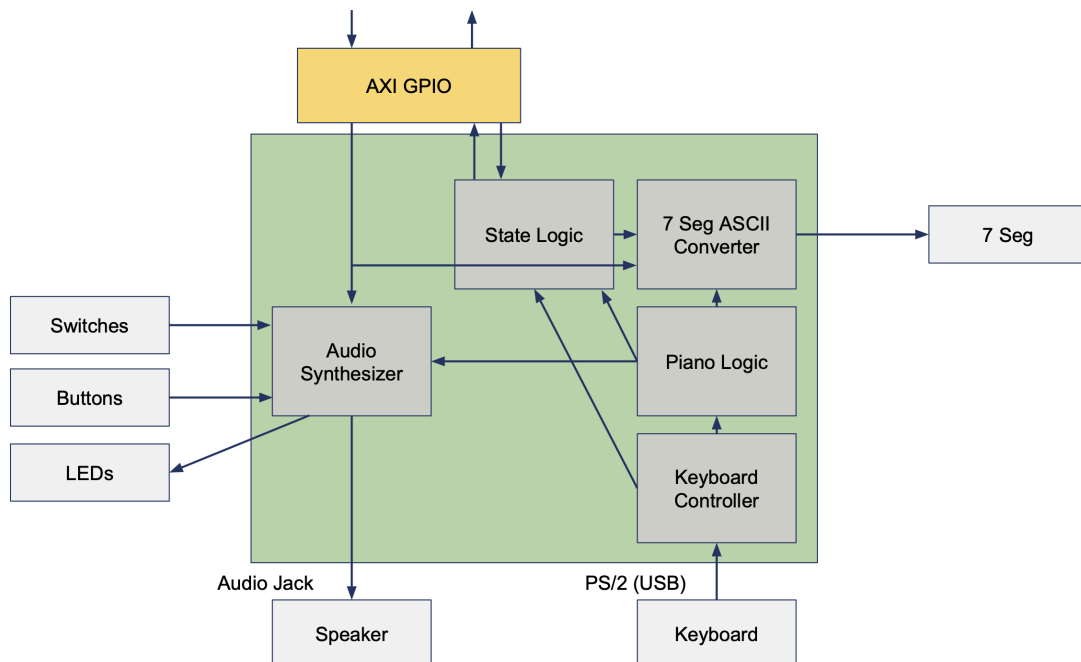 AXI GPIO
State Logic
7 Seg ASCII
Converter
7 Seg
Switches
Audio
Synthesizer
Piano Logic
Buttons
LEDs
Keyboard
Controller
Audio Jack
PS/2 (USB)
Speaker
Keyboard